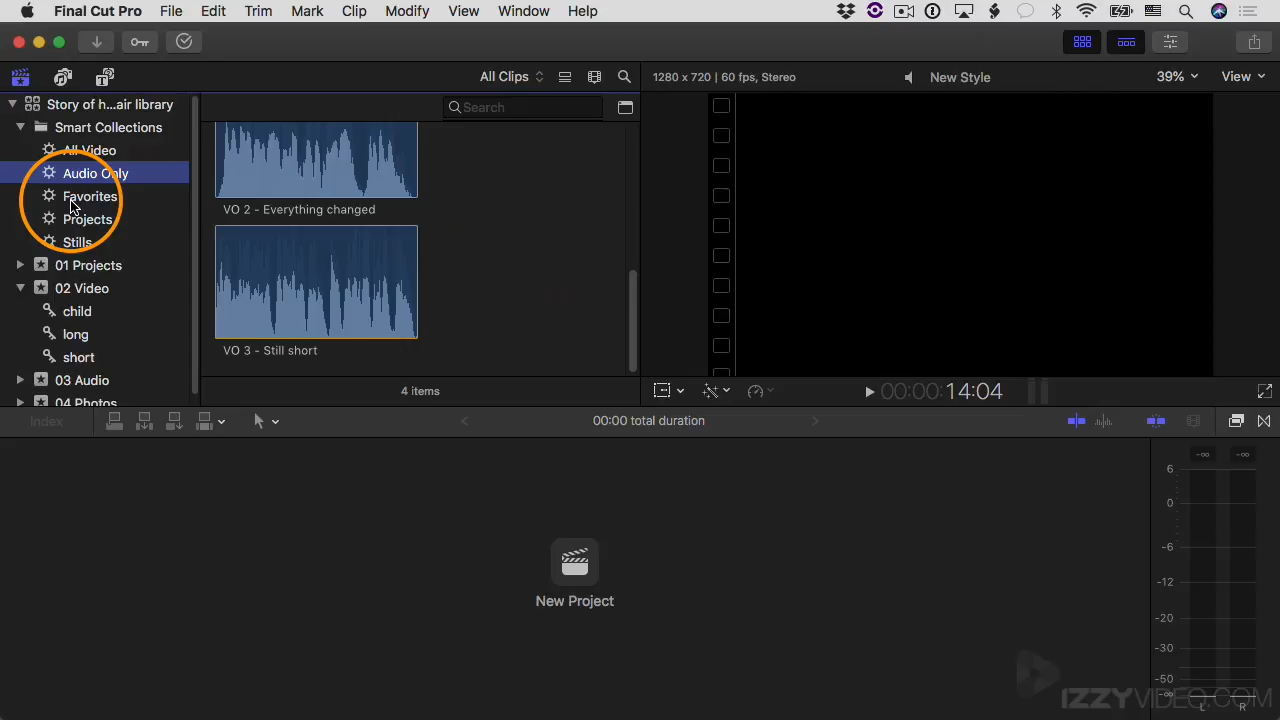 Final Cut Pro File Edit Trim Mark Clip Modify View Window Help
All Clips
1280 x 720 | 60 fps, Stereo
New Style
39%
View
Story of h...air library
Smart Collections
All Video
Audio Only
Favorites
Projects
Stills
01 Projects
02 Video
child
long
short
03 Audio
04 Photos
Search
VO 2 - Everything changed
VO 3 - Still short
4 items
00:00:14:04
Index
00:00 total duration
New Project
-∞ -∞
6
0
-6
-12
-20
-30
-50
-∞
L R
IZZYVIDEO.COM